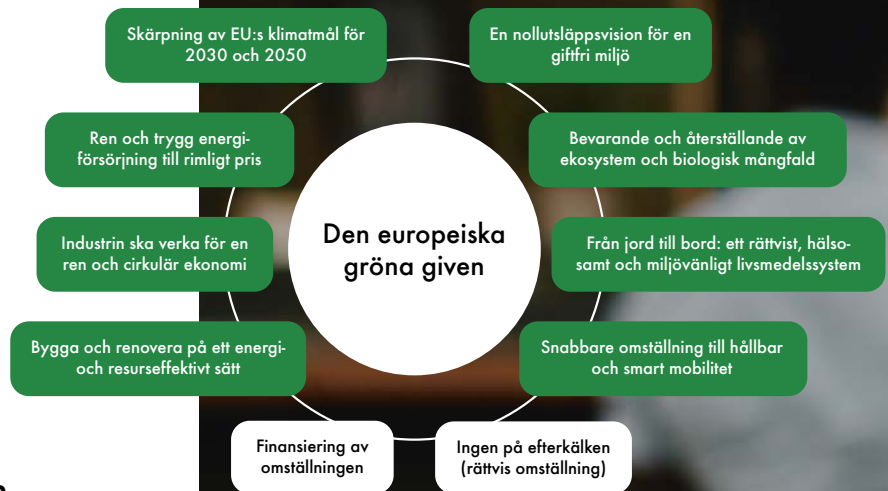 Skärpning av EU:s klimatmål för
2030 och 2050
En nollutsläppsvision för en
giftfri miljö
Ren och trygg energi-
försörjning till rimligt pris
Bevarande och återställande av
ekosystem och biologisk mångfald
Den europeiska
gröna given
Industrin ska verka för en
ren och cirkulär ekonomi
Från jord till bord: ett rättvist, hälso-
samt och miljövänligt livsmedelssystem
Bygga och renovera på ett energi-
och resurseffektivt sätt
Snabbare omställning till hållbar
och smart mobilitet
Finansiering av
omställningen
Ingen på efterkälken
(rättvis omställning)